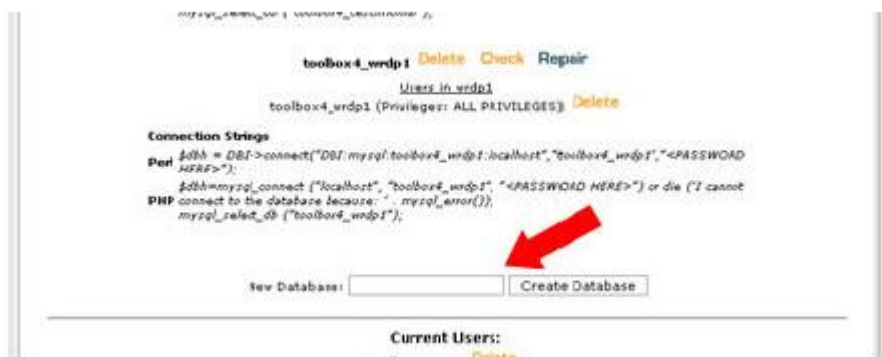 mysql_select_db ("toolbox4_testimonial");
toolbox4_wrdp1 Delete Check Repair
Users in wrdp1
toolbox4_wrdp1 (Privileges: ALL PRIVILEGES) Delete
Connection Strings
Perl $dbh = DBI->connect("DBI:mysql:toolbox4_wrdp1:localhost","toolbox4_wrdp1","<PASSWORD
HERE>");
$dbh=mysql_connect ("localhost", "toolbox4_wrdp1", "<PASSWORD HERE>") or die ('I cannot
PHP connect to the database because: ' . mysql_error());
mysql_select_db ("toolbox4_wrdp1");
New Database: Create Database
Current Users:
Delete